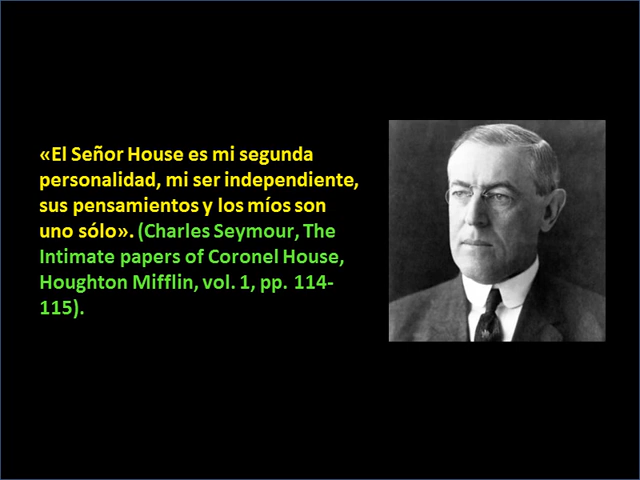 «El Señor House es mi segunda
personalidad, mi ser independiente,
sus pensamientos y los míos son
uno sólo». (Charles Seymour, The
Intimate papers of Coronel House,
Houghton Mifflin, vol. 1, pp. 114-
115).